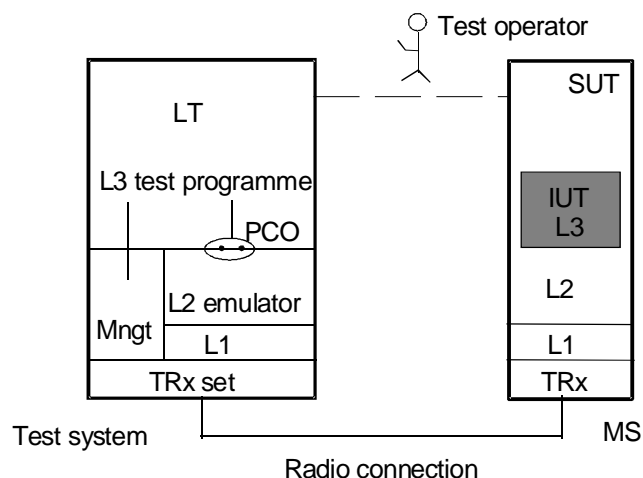 Test operator
LT
SUT
L3 test programme
PCO
IUT
L3
L2 emulator
L2
Mngt
L1
L1
TRx set
TRx
Test system
MS
Radio connection